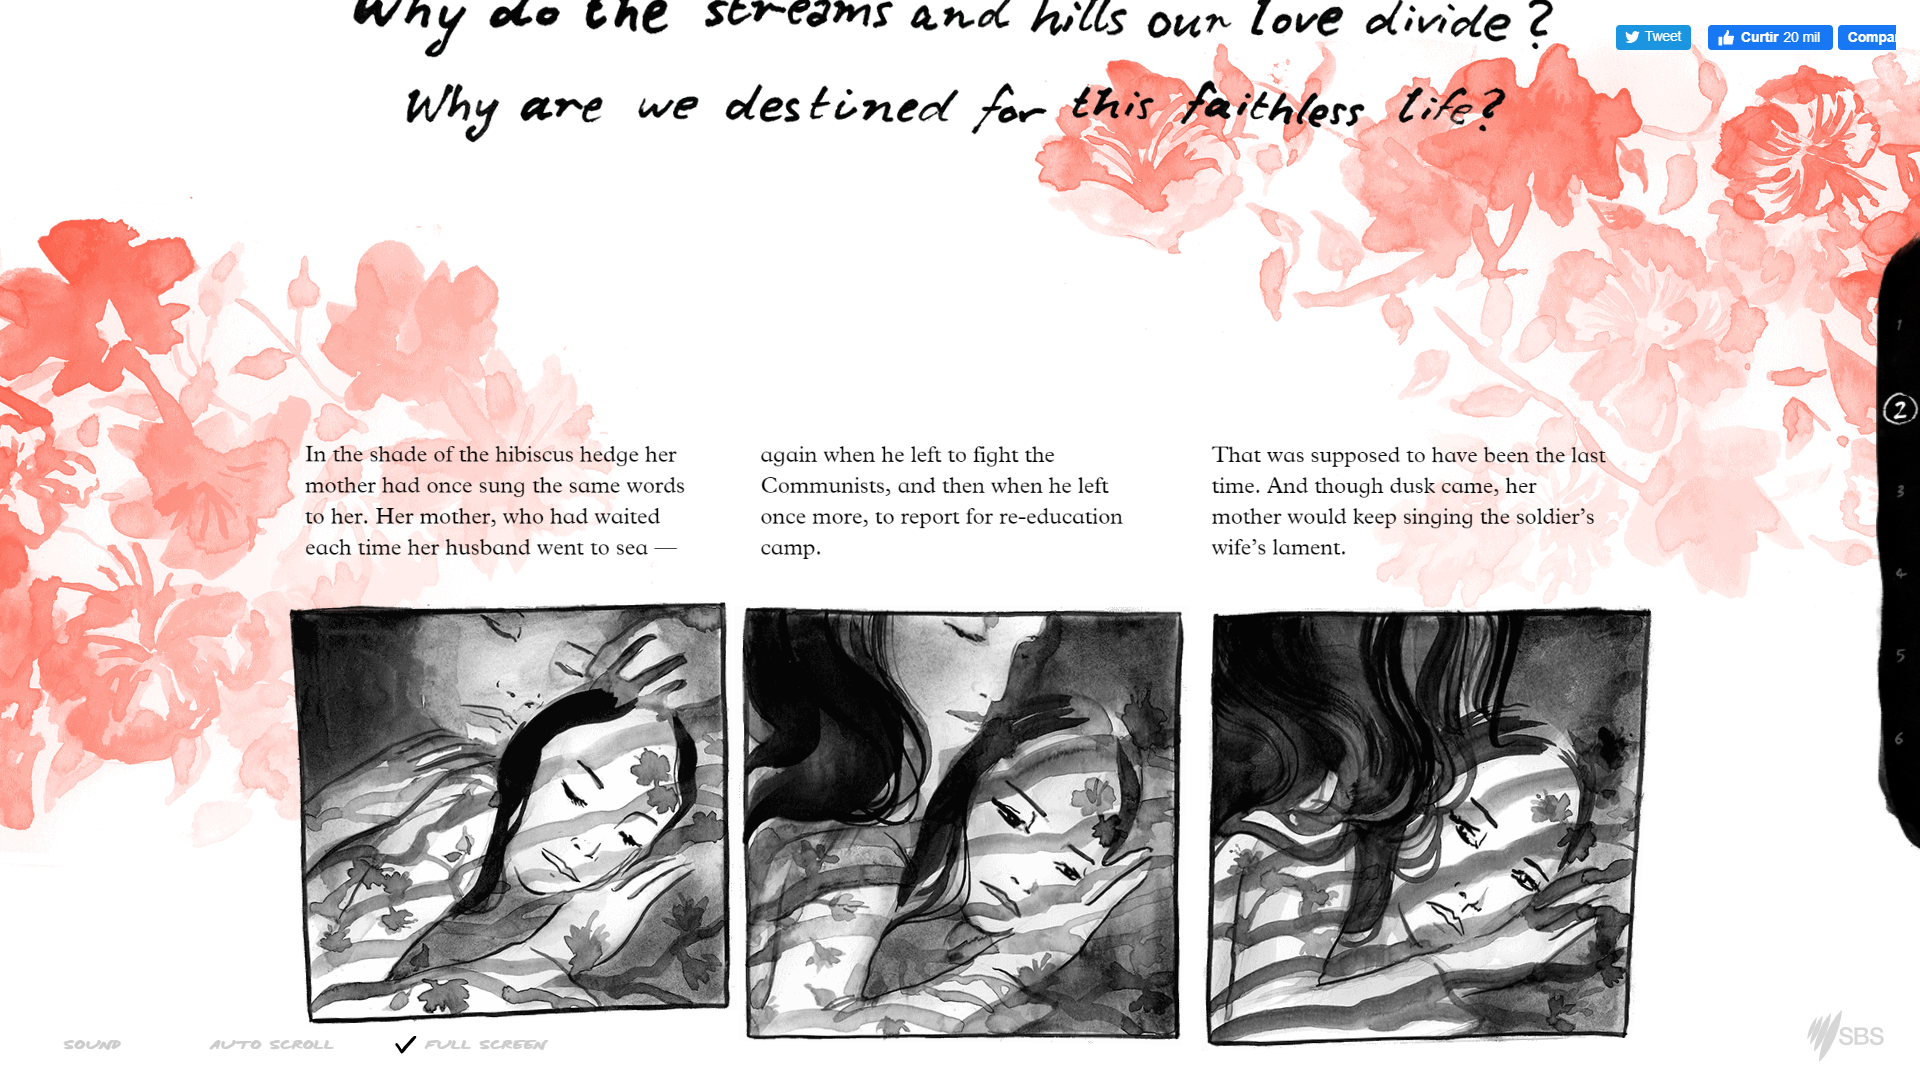 Why do the streams and hills our love divide?
Why are we destined for this faithless life?
Tweet
Curtir 20 mil
Compar
In the shade of the hibiscus hedge her
mother had once sung the same words
to her. Her mother, who had waited
each time her husband went to sea —
again when he left to fight the
Communists, and then when he left
once more, to report for re-education
camp.
That was supposed to have been the last
time. And though dusk came, her
mother would keep singing the soldier's
wife's lament.
1
2
3
4
5
6
SOUND
AUTO SCROLL
FULL SCREEN
SBS